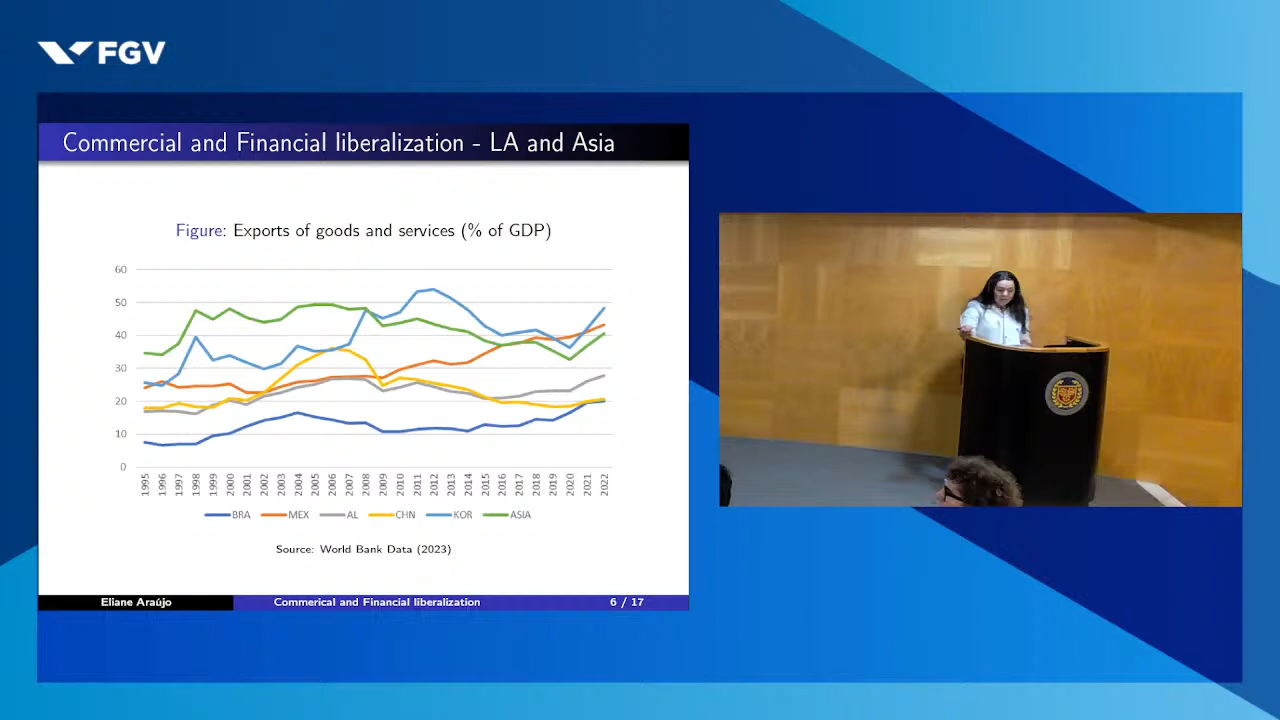 FGV
Commercial and Financial liberalization - LA and Asia
Figure: Exports of goods and services (% of GDP)
60
50
40
30
20
10
0
1995 1996 1997 1998 1999 2000 2001 2002 2003 2004 2005 2006 2007 2008 2009 2010 2011 2012 2013 2014 2015 2016 2017 2018 2019 2020 2021 2022
BRA MEX AL CHN KOR ASIA
Source: World Bank Data (2023)
Eliane Araújo Commerical and Financial liberalization 6 / 17